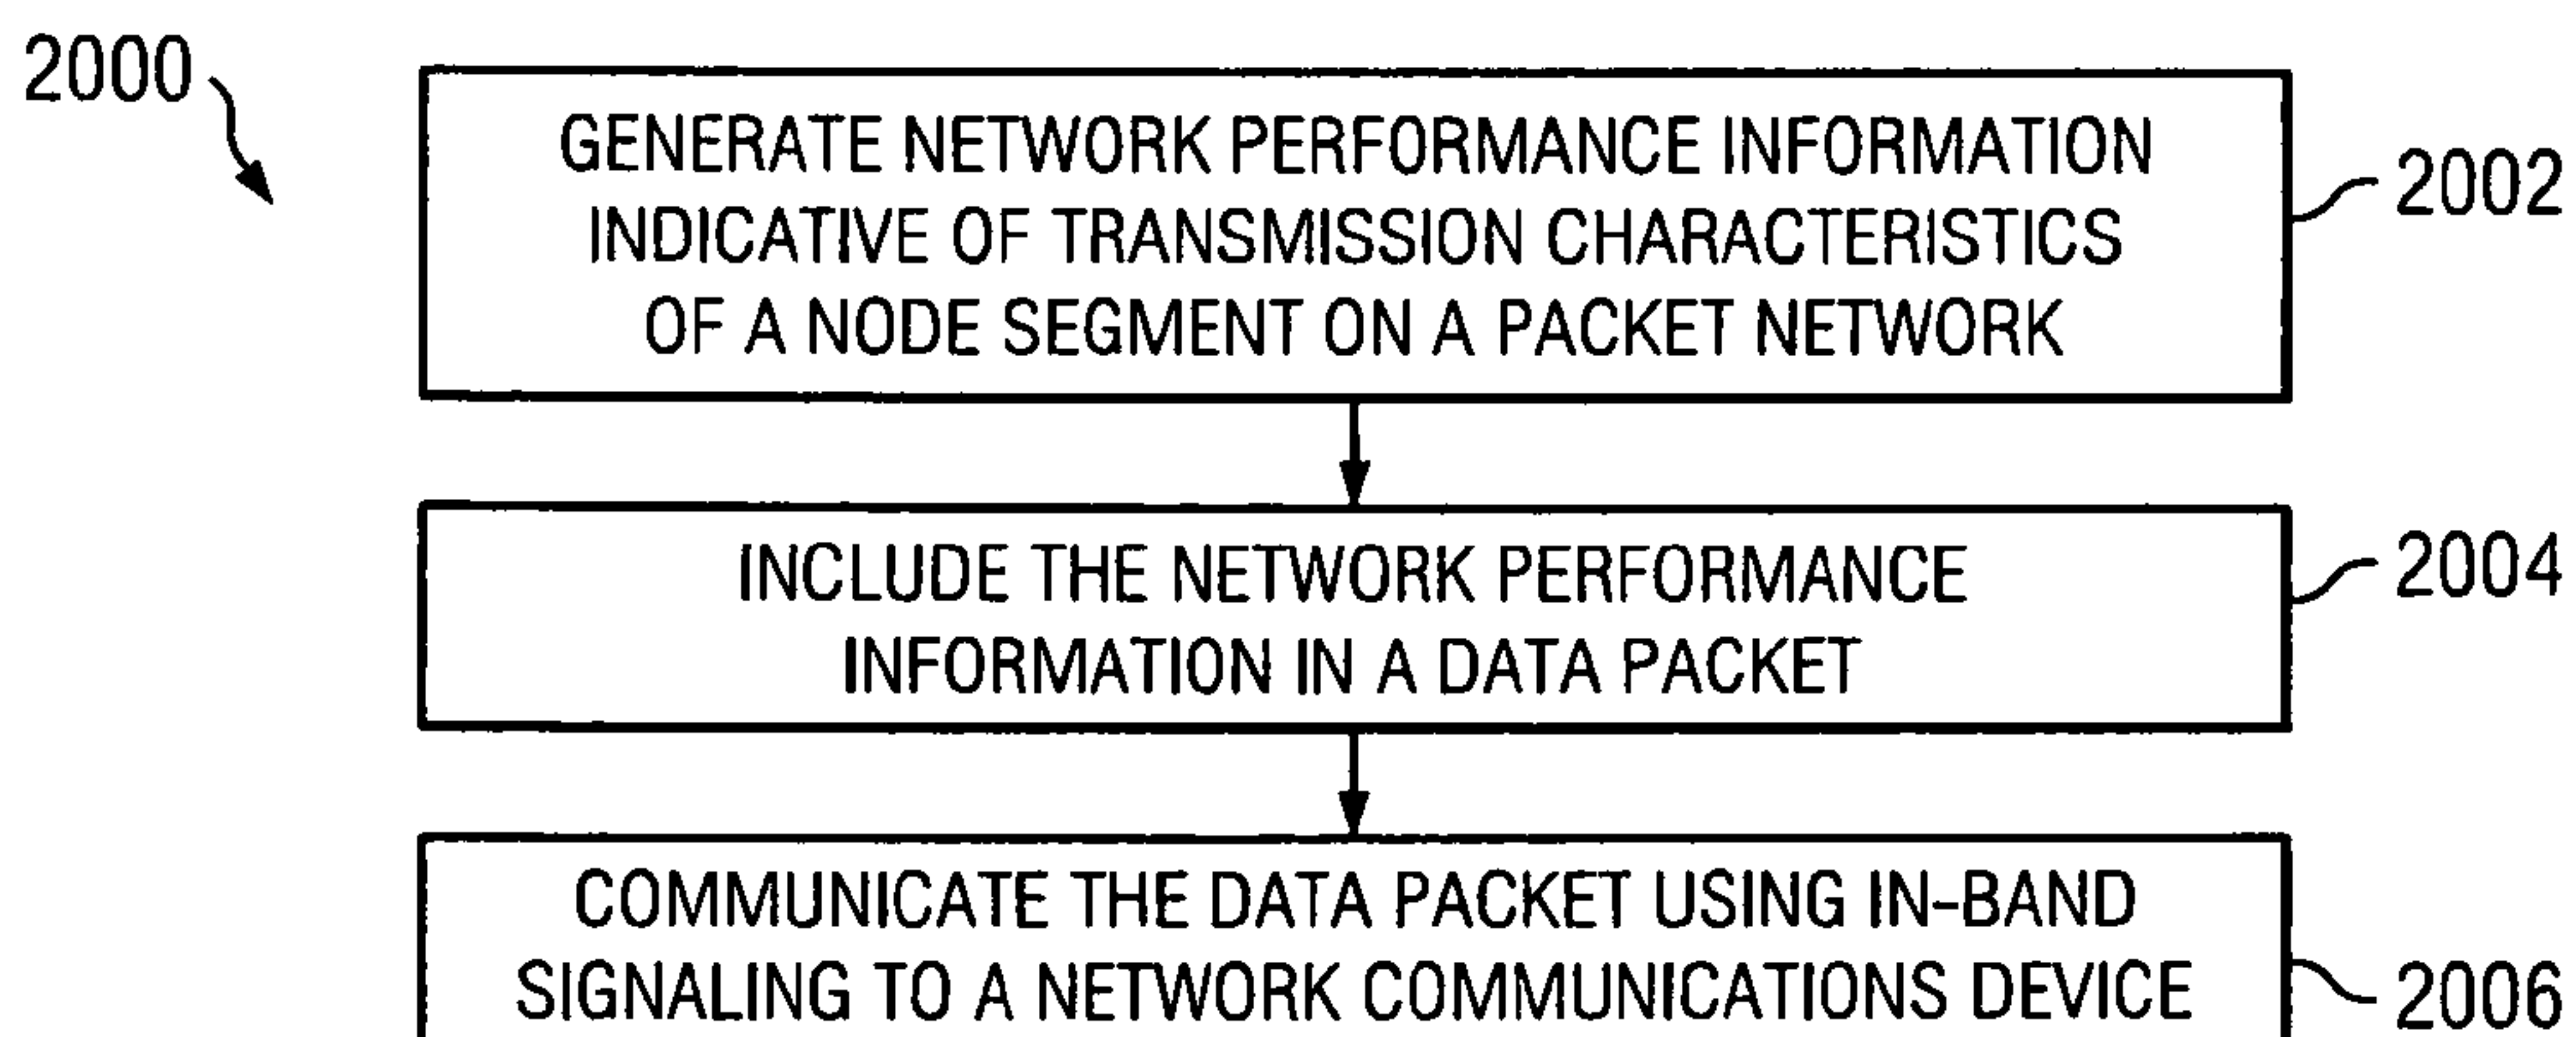 2000
GENERATE NETWORK PERFORMANCE INFORMATION
INDICATIVE OF TRANSMISSION CHARACTERISTICS
OF A NODE SEGMENT ON A PACKET NETWORK
2002
INCLUDE THE NETWORK PERFORMANCE
INFORMATION IN A DATA PACKET
2004
COMMUNICATE THE DATA PACKET USING IN-BAND
SIGNALING TO A NETWORK COMMUNICATIONS DEVICE
2006